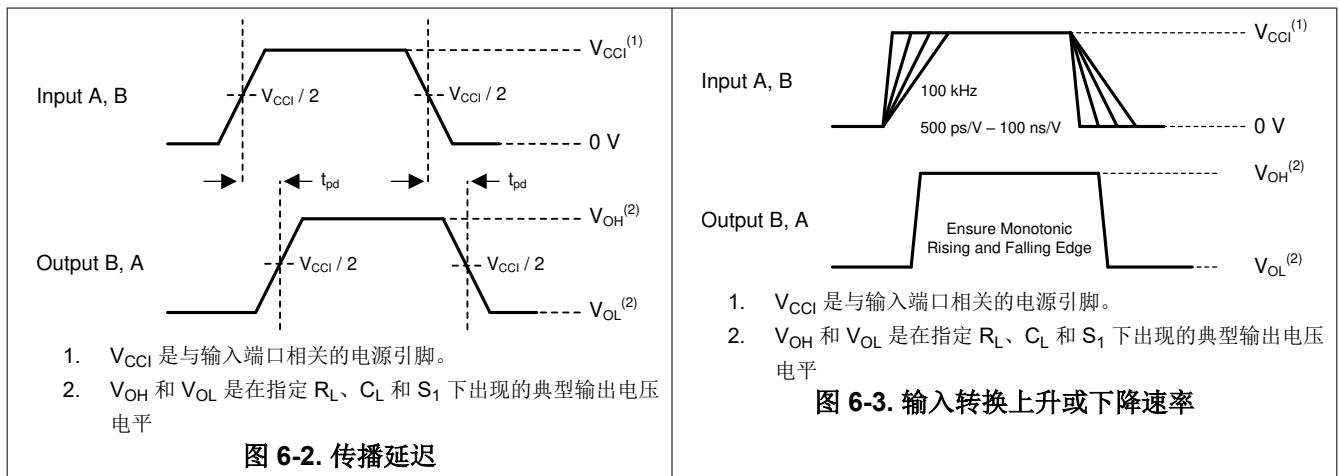 V_CCI^(1)
Input A, B
V_CCI / 2
V_CCI / 2
0 V
t_pd
t_pd
V_OH^(2)
Output B, A
V_CCI / 2
V_CCI / 2
V_OL^(2)
1. V_CCI 是与输入端口相关的电源引脚。
2. V_OH 和 V_OL 是在指定 R_L、C_L 和 S_1 下出现的典型输出电压
电平
图 6-2. 传播延迟
V_CCI^(1)
Input A, B
100 kHz
500 ps/V – 100 ns/V
0 V
V_OH^(2)
Output B, A
Ensure Monotonic
Rising and Falling Edge
V_OL^(2)
1. V_CCI 是与输入端口相关的电源引脚。
2. V_OH 和 V_OL 是在指定 R_L、C_L 和 S_1 下出现的典型输出电压
电平
图 6-3. 输入转换上升或下降速率